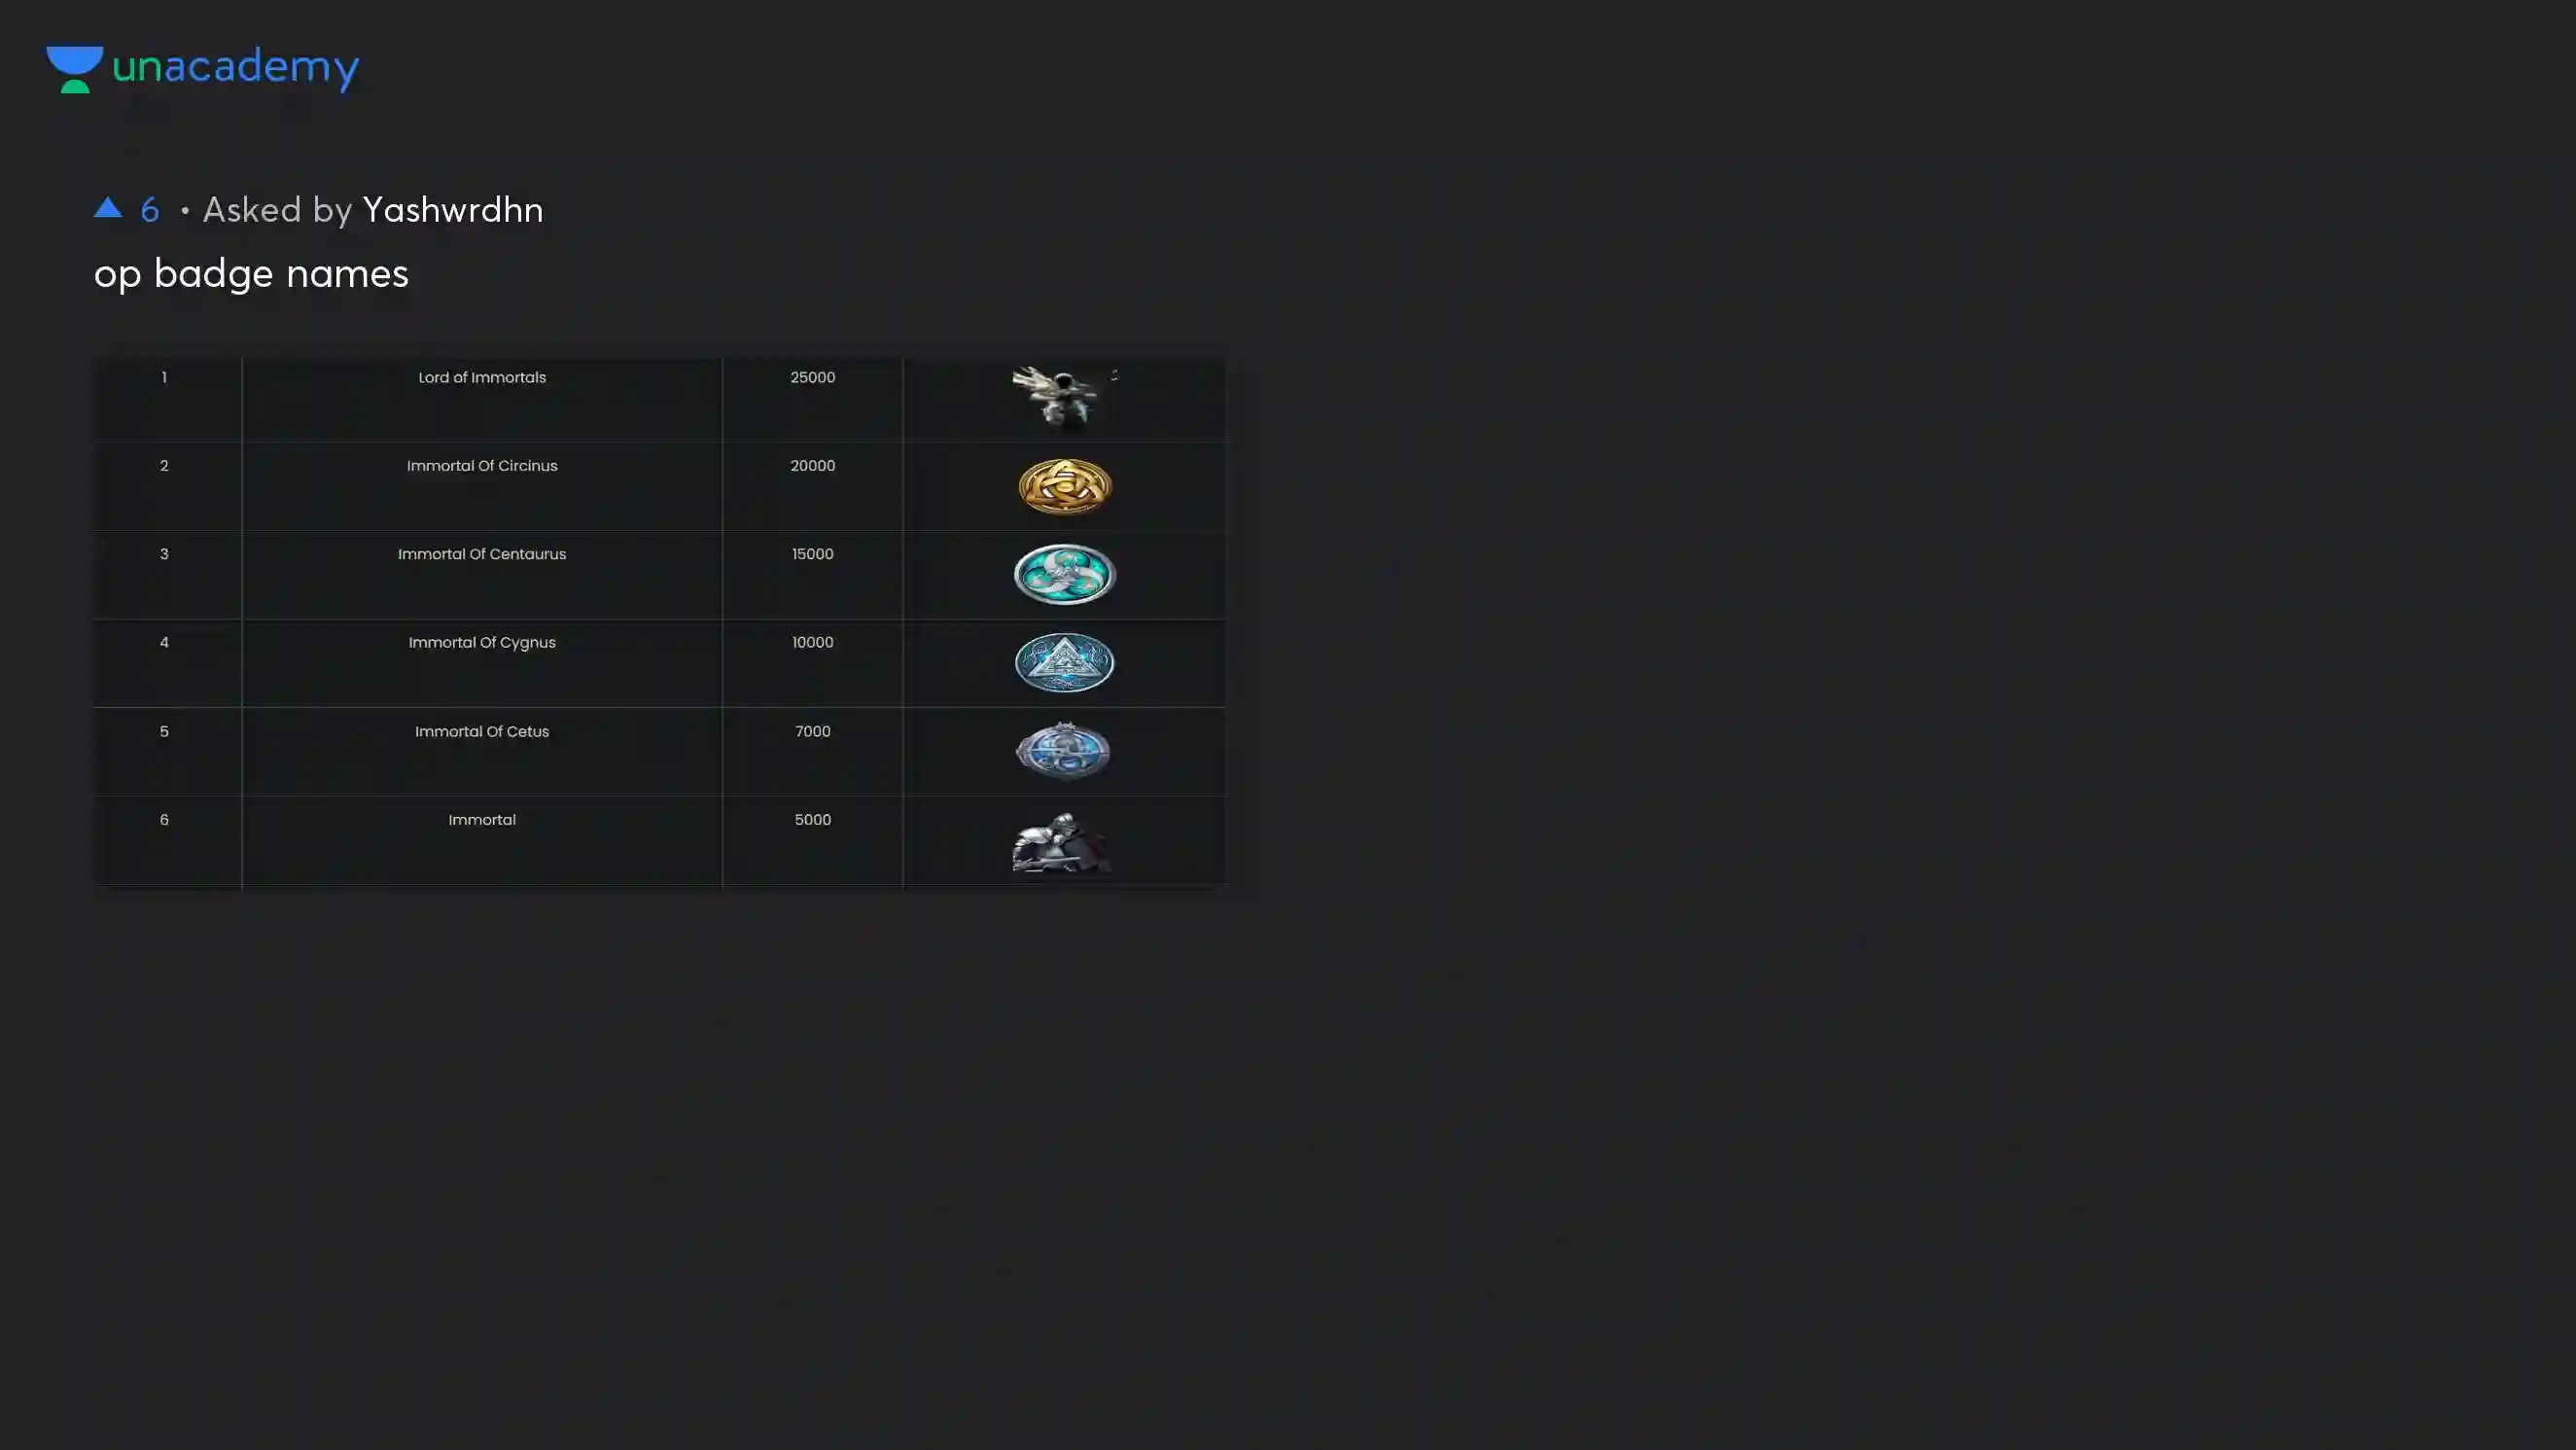 unacademy
6 • Asked by Yashwrdhn
op badge names
1 Lord of Immortals 25000
2 Immortal Of Circinus 20000
3 Immortal Of Centaurus 15000
4 Immortal Of Cygnus 10000
5 Immortal Of Cetus 7000
6 Immortal 5000